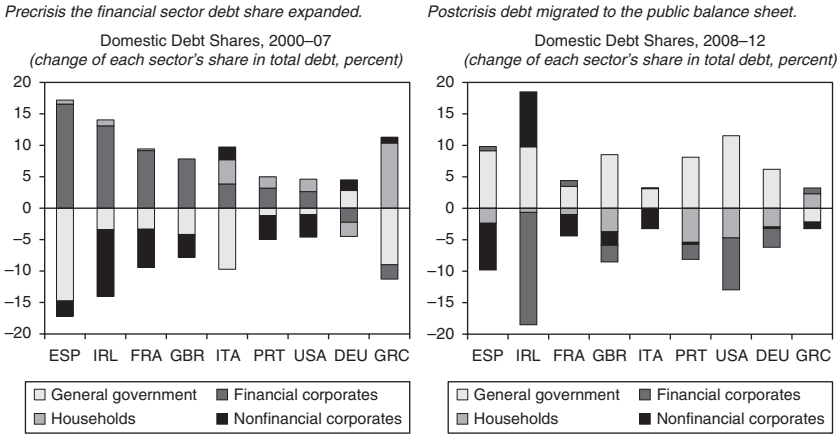 Precrisis the financial sector debt share expanded.
Domestic Debt Shares, 2000–07
(change of each sector's share in total debt, percent)
20
15
10
5
0
–5
–10
–15
–20
ESP IRL FRA GBR ITA PRT USA DEU GRC
General government Financial corporates
Households Nonfinancial corporates
Postcrisis debt migrated to the public balance sheet.
Domestic Debt Shares, 2008–12
(change of each sector's share in total debt, percent)
20
15
10
5
0
–5
–10
–15
–20
ESP IRL FRA GBR ITA PRT USA DEU GRC
General government Financial corporates
Households Nonfinancial corporates